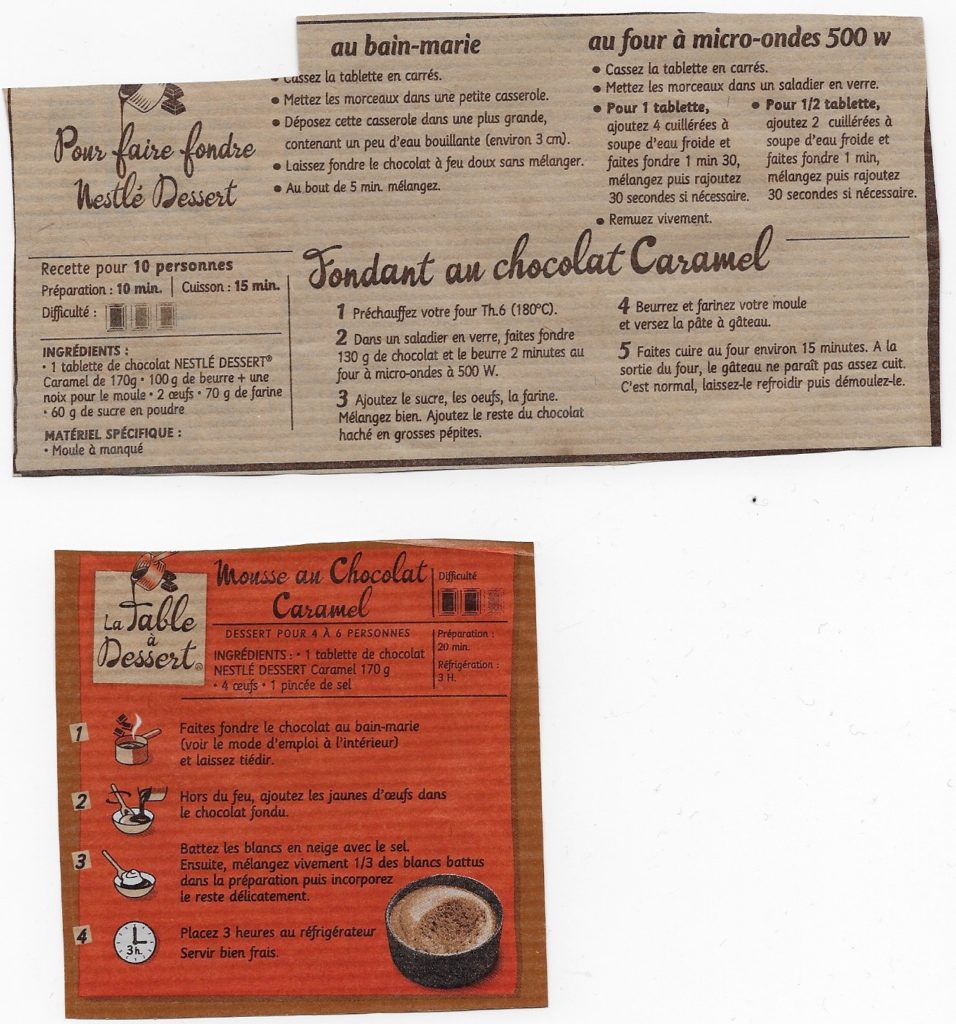 Pour faire fondre
Nestlé Dessert
au bain-marie
• Cassez la tablette en carrés.
• Mettez les morceaux dans une petite casserole.
• Déposez cette casserole dans une plus grande,
contenant un peu d'eau bouillante (environ 3 cm).
• Laissez fondre le chocolat à feu doux sans mélanger.
• Au bout de 5 min. mélangez.
au four à micro-ondes 500 w
• Cassez la tablette en carrés.
• Mettez les morceaux dans un saladier en verre.
• Pour 1 tablette,
ajoutez 4 cuillérées à
soupe d'eau froide et
faites fondre 1 min 30,
mélangez puis rajoutez
30 secondes si nécessaire.
• Pour 1/2 tablette,
ajoutez 2 cuillérées à
soupe d'eau froide et
faites fondre 1 min,
mélangez puis rajoutez
30 secondes si nécessaire.
• Remuez vivement.
Fondant au chocolat Caramel
Recette pour 10 personnes
Préparation : 10 min. Cuisson : 15 min.
Difficulté :
INGRÉDIENTS :
• 1 tablette de chocolat NESTLÉ DESSERT®
Caramel de 170g • 100 g de beurre + une
noix pour le moule • 2 œufs • 70 g de farine
• 60 g de sucre en poudre
MATÉRIEL SPÉCIFIQUE :
• Moule à manqué
1 Préchauffez votre four Th.6 (180°C).
2 Dans un saladier en verre, faites fondre
130 g de chocolat et le beurre 2 minutes au
four à micro-ondes à 500 W.
3 Ajoutez le sucre, les oeufs, la farine.
Mélangez bien. Ajoutez le reste du chocolat
haché en grosses pépites.
4 Beurrez et farinez votre moule
et versez la pâte à gâteau.
5 Faites cuire au four environ 15 minutes. A la
sortie du four, le gâteau ne paraît pas assez cuit.
C'est normal, laissez-le refroidir puis démoulez-le.
La Table
à
Dessert®
Mousse au Chocolat
Caramel
Difficulté
DESSERT POUR 4 À 6 PERSONNES
INGRÉDIENTS : • 1 tablette de chocolat
NESTLÉ DESSERT Caramel 170 g
• 4 œufs • 1 pincée de sel
Préparation :
20 min.
Réfrigération :
3 H.
1 Faites fondre le chocolat au bain-marie
(voir le mode d'emploi à l'intérieur)
et laissez tiédir.
2 Hors du feu, ajoutez les jaunes d'œufs dans
le chocolat fondu.
3 Battez les blancs en neige avec le sel.
Ensuite, mélangez vivement 1/3 des blancs battus
dans la préparation puis incorporez
le reste délicatement.
4 3h. Placez 3 heures au réfrigérateur
Servir bien frais.